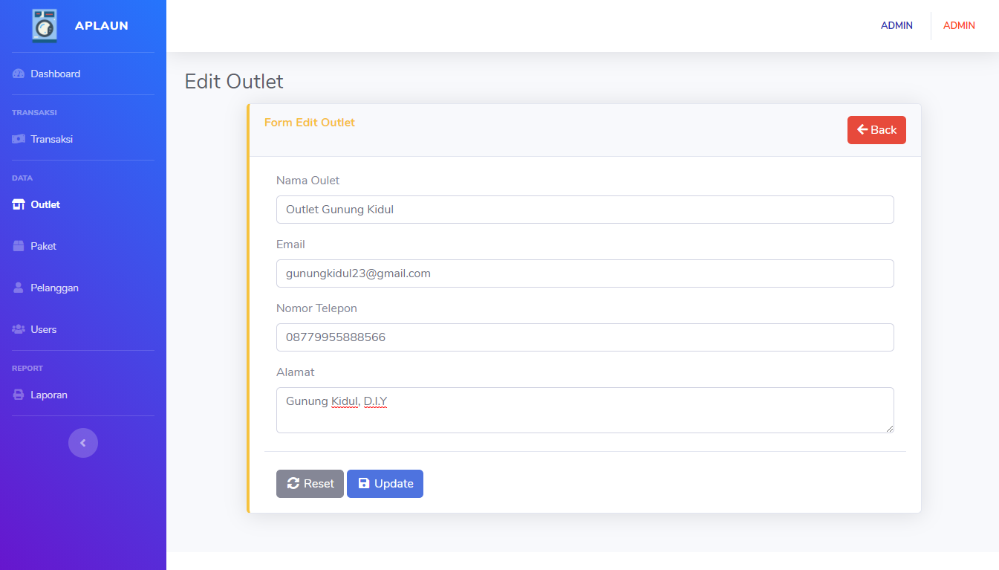 APLAUN
ADMIN
ADMIN
Dashboard
TRANSAKSI
Transaksi
DATA
Outlet
Paket
Pelanggan
Users
REPORT
Laporan
Edit Outlet
Form Edit Outlet
Back
Nama Oulet
Outlet Gunung Kidul
Email
gunungkidul23@gmail.com
Nomor Telepon
08779955888566
Alamat
Gunung Kidul, D.I.Y
Reset
Update